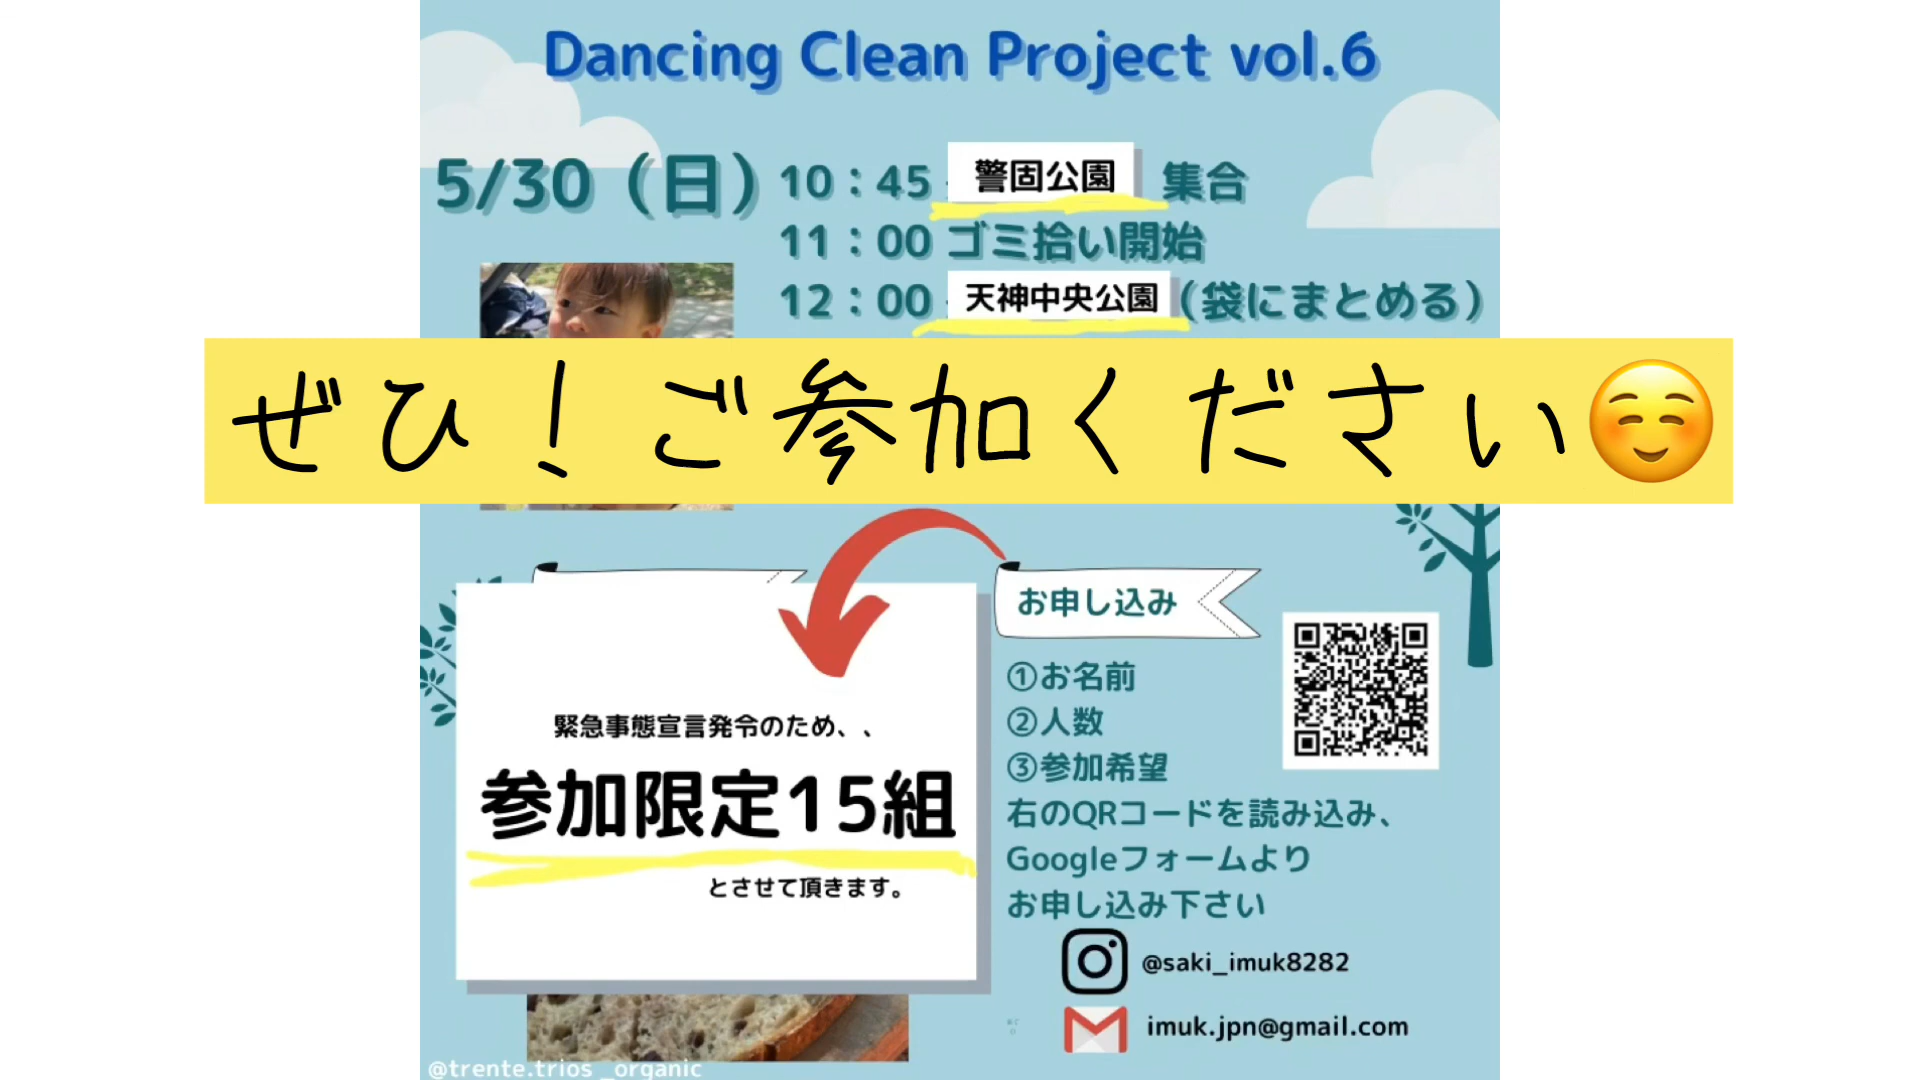 Dancing Clean Project vol.6
5/30（日）
10：45 警固公園 集合
11：00 ゴミ拾い開始
12：00 天神中央公園（袋にまとめる）
ぜひ！ご参加ください☺️
緊急事態宣言発令のため、、
参加限定15組
とさせて頂きます。
お申し込み
①お名前
②人数
③参加希望
右のQRコードを読み込み、
Googleフォームより
お申し込み下さい
@saki_imuk8282
imuk.jpn@gmail.com
@trente.trios _organic